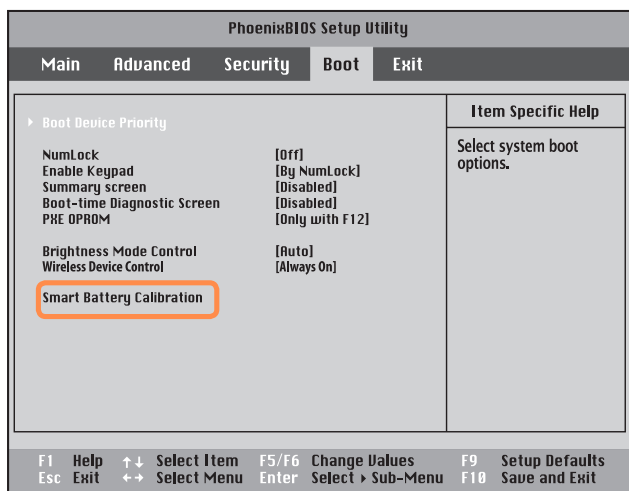 PhoenixBIOS Setup Utility
Main Advanced Security Boot Exit
Boot Device Priority
NumLock [Off]
Enable Keypad [By NumLock]
Summary screen [Disabled]
Boot-time Diagnostic Screen [Disabled]
PXE OPROM [Only with F12]
Brightness Mode Control [Auto]
Wireless Device Control [Always On]
Smart Battery Calibration
Item Specific Help
Select system boot
options.
F1 Help ↑↓ Select Item F5/F6 Change Values F9 Setup Defaults
Esc Exit ←→ Select Menu Enter Select ▸ Sub-Menu F10 Save and Exit